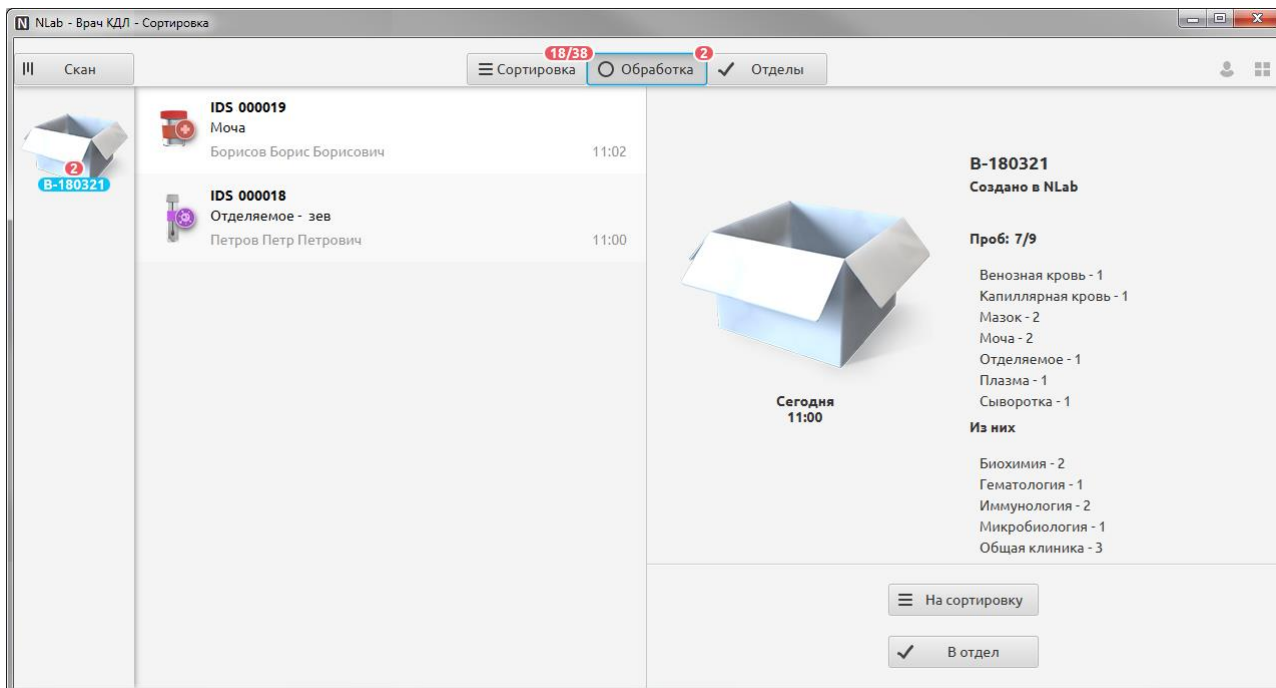 NLab - Врач КДЛ - Сортировка
Скан
18/38
Сортировка
2
Обработка
Отделы
2
B-180321
IDS 000019
Моча
Борисов Борис Борисович 11:02
IDS 000018
Отделяемое - зев
Петров Петр Петрович 11:00
Сегодня
11:00
B-180321
Создано в NLab
Проб: 7/9
Венозная кровь - 1
Капиллярная кровь - 1
Мазок - 2
Моча - 2
Отделяемое - 1
Плазма - 1
Сыворотка - 1
Из них
Биохимия - 2
Гематология - 1
Иммунология - 2
Микробиология - 1
Общая клиника - 3
На сортировку
В отдел